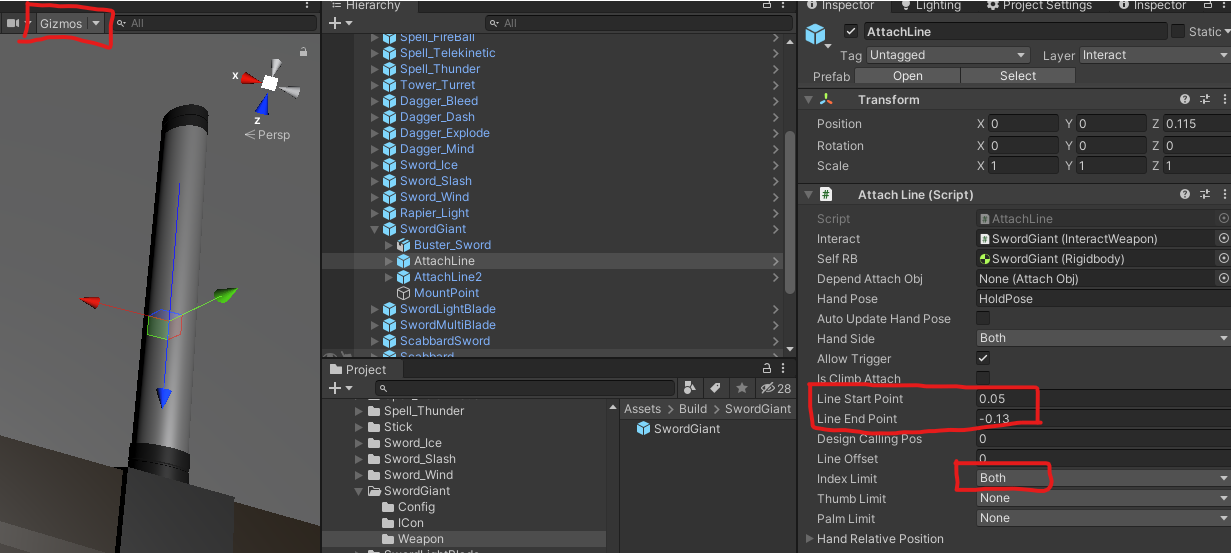 Gizmos
All
x
z
Persp
Hierarchy
All
Spell_FireBall
Spell_Telekinetic
Spell_Thunder
Tower_Turret
Dagger_Bleed
Dagger_Dash
Dagger_Explode
Dagger_Mind
Sword_Ice
Sword_Slash
Sword_Wind
Rapier_Light
SwordGiant
Buster_Sword
AttachLine
AttachLine2
MountPoint
SwordLightBlade
SwordMultiBlade
ScabbardSword
Scabbard
Project
28
Spell_Thunder
Stick
Sword_Ice
Sword_Slash
Sword_Wind
SwordGiant
Config
ICon
Weapon
SwordLightBlade
Assets > Build > SwordGiant
SwordGiant
Inspector Lighting Project Settings Inspector
AttachLine Static
Tag Untagged Layer Interact
Prefab Open Select
Transform
Position X 0 Y 0 Z 0.115
Rotation X 0 Y 0 Z 0
Scale X 1 Y 1 Z 1
# Attach Line (Script)
Script # AttachLine
Interact # SwordGiant (InteractWeapon)
Self RB SwordGiant (Rigidbody)
Depend Attach Obj None (Attach Obj)
Hand Pose HoldPose
Auto Update Hand Pose
Hand Side Both
Allow Trigger
Is Climb Attach
Line Start Point 0.05
Line End Point -0.13
Design Calling Pos 0
Line Offset 0
Index Limit Both
Thumb Limit None
Palm Limit None
Hand Relative Position